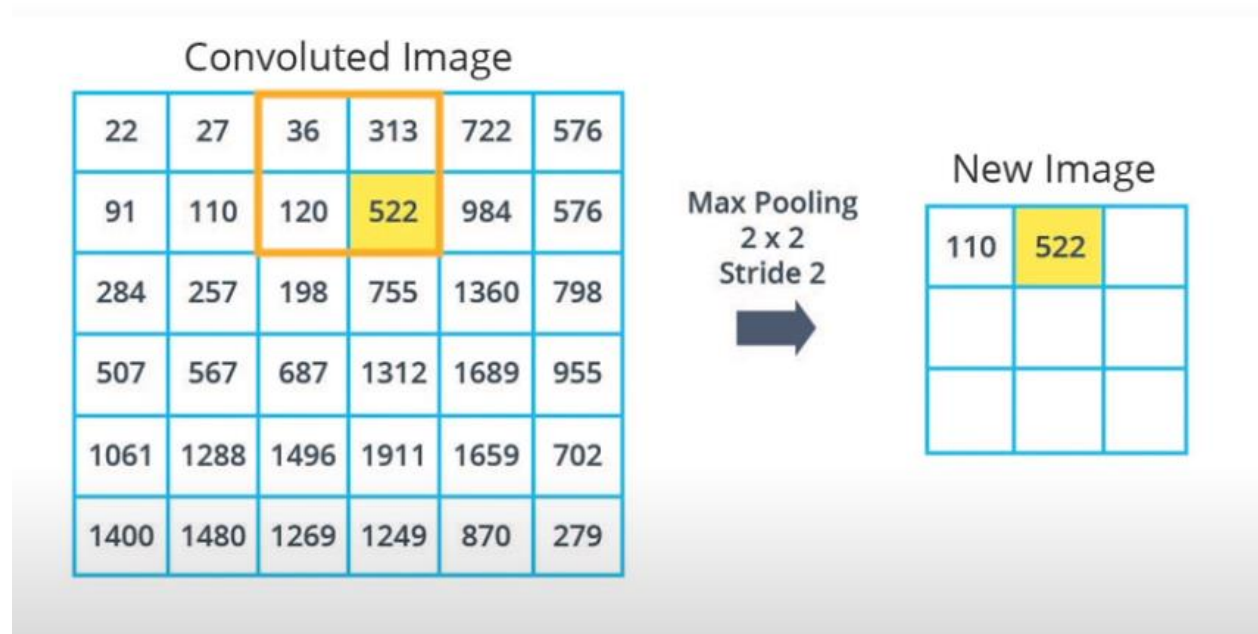 Convoluted Image
22 27 36 313 722 576
91 110 120 522 984 576
284 257 198 755 1360 798
507 567 687 1312 1689 955
1061 1288 1496 1911 1659 702
1400 1480 1269 1249 870 279
Max Pooling
2 x 2
Stride 2
New Image
110 522